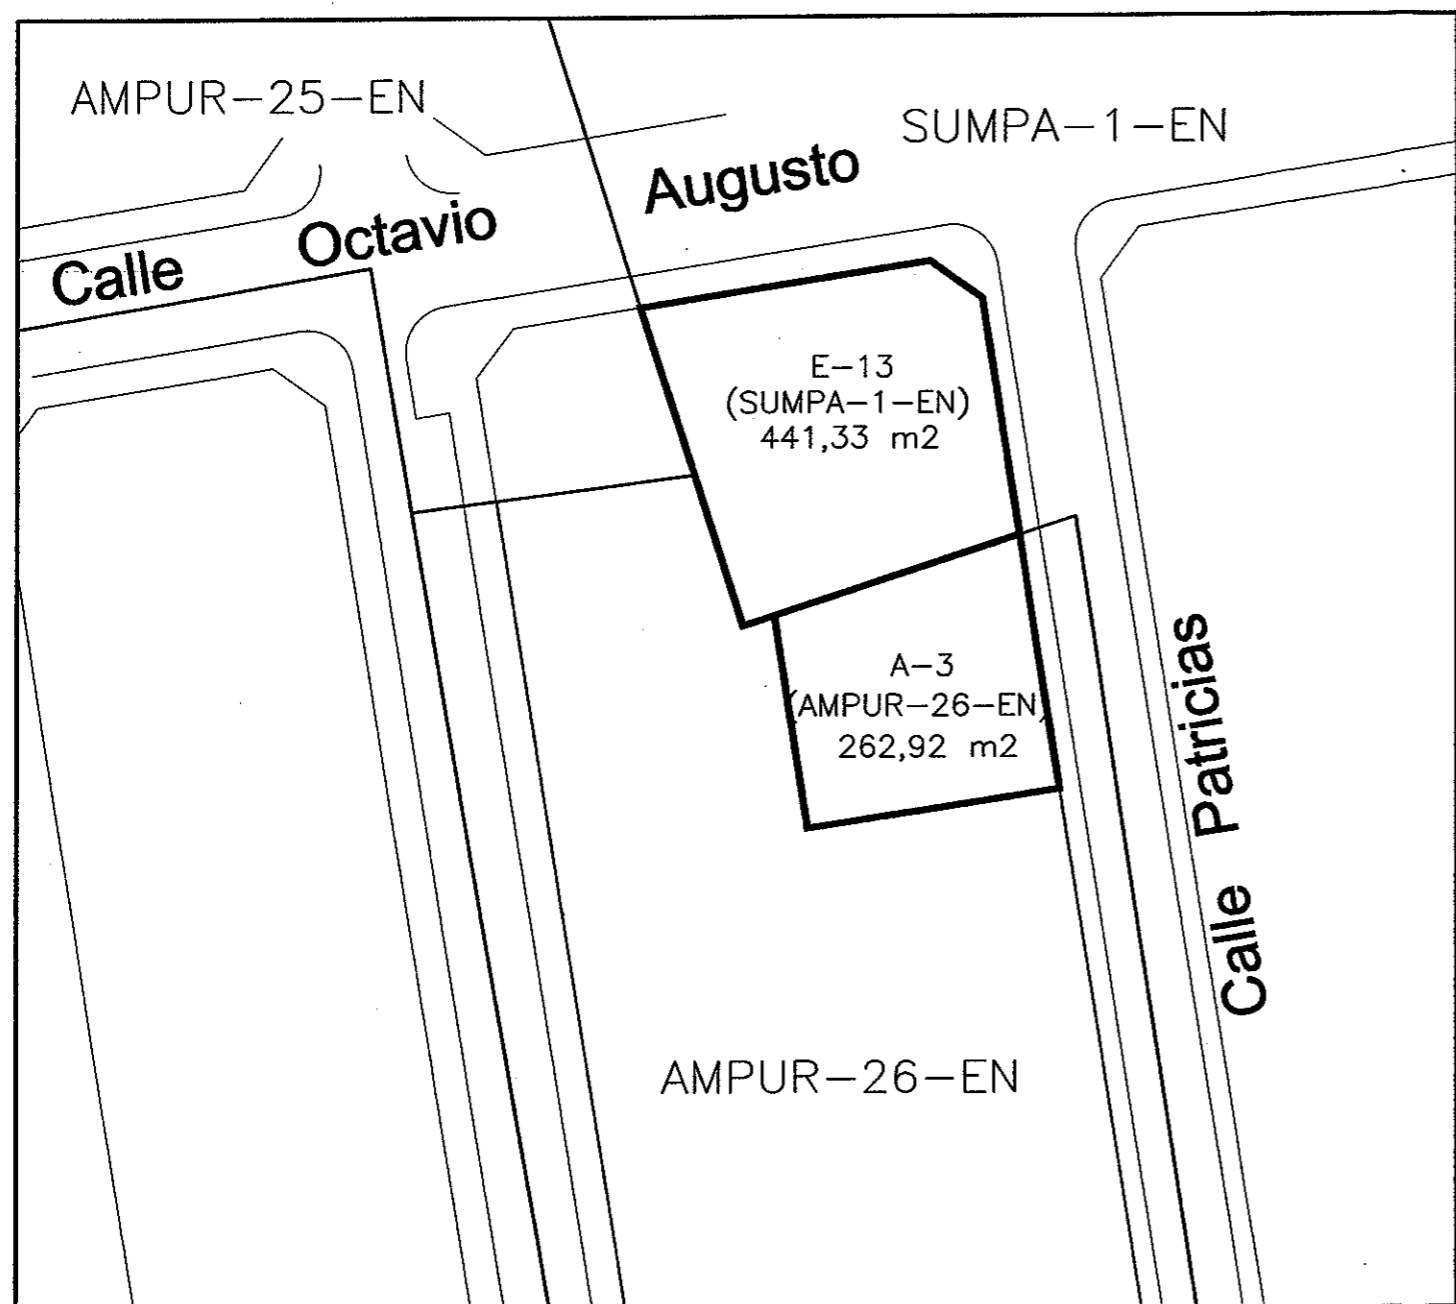 AMPUR-25-EN
SUMPA-1-EN
Calle Octavio Augusto
E-13
(SUMPA-1-EN)
441,33 m2
A-3
(AMPUR-26-EN)
262,92 m2
Calle Patricias
AMPUR-26-EN